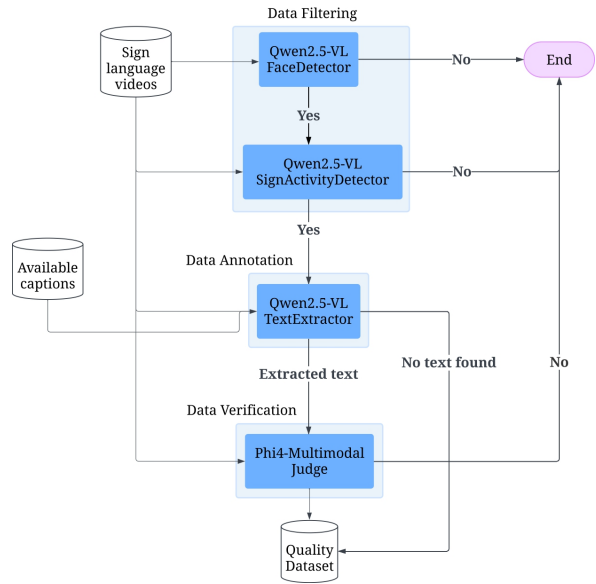 Data Filtering
Sign
language
videos
Qwen2.5-VL
FaceDetector
No
End
Yes
Qwen2.5-VL
SignActivityDetector
No
Yes
Available
captions
Data Annotation
Qwen2.5-VL
TextExtractor
Extracted text
No text found
No
Data Verification
Phi4-Multimodal
Judge
Quality
Dataset